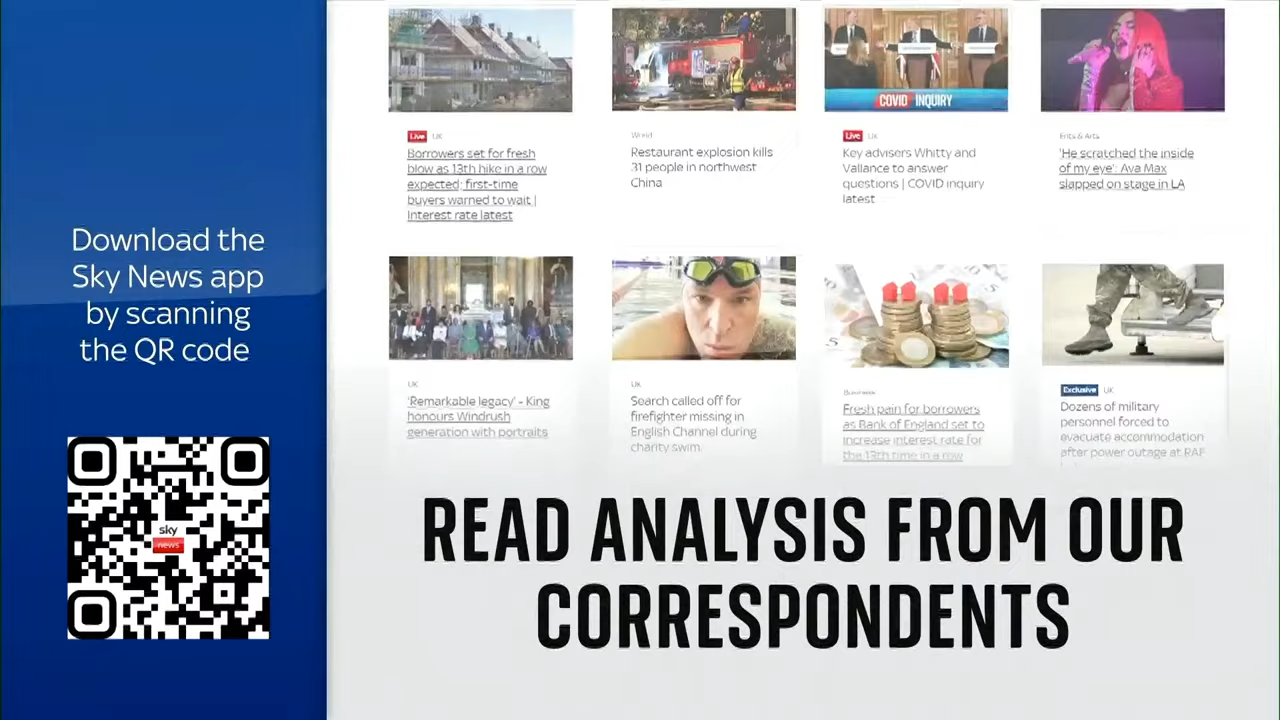 Download the
Sky News app
by scanning
the QR code
sky
news
COVID INQUIRY
Live UK
Borrowers set for fresh
blow as 13th hike in a row
expected; first-time
buyers warned to wait |
Interest rate latest
World
Restaurant explosion kills
31 people in northwest
China
Live UK
Key advisers Whitty and
Vallance to answer
questions | COVID inquiry
latest
Ents & Arts
'He scratched the inside
of my eye': Ava Max
slapped on stage in LA
UK
'Remarkable legacy' - King
honours Windrush
generation with portraits
UK
Search called off for
firefighter missing in
English Channel during
charity swim
Business
Fresh pain for borrowers
as Bank of England set to
increase interest rate for
the 13th time in a row
Exclusive UK
Dozens of military
personnel forced to
evacuate accommodation
after power outage at RAF
READ ANALYSIS FROM OUR
CORRESPONDENTS